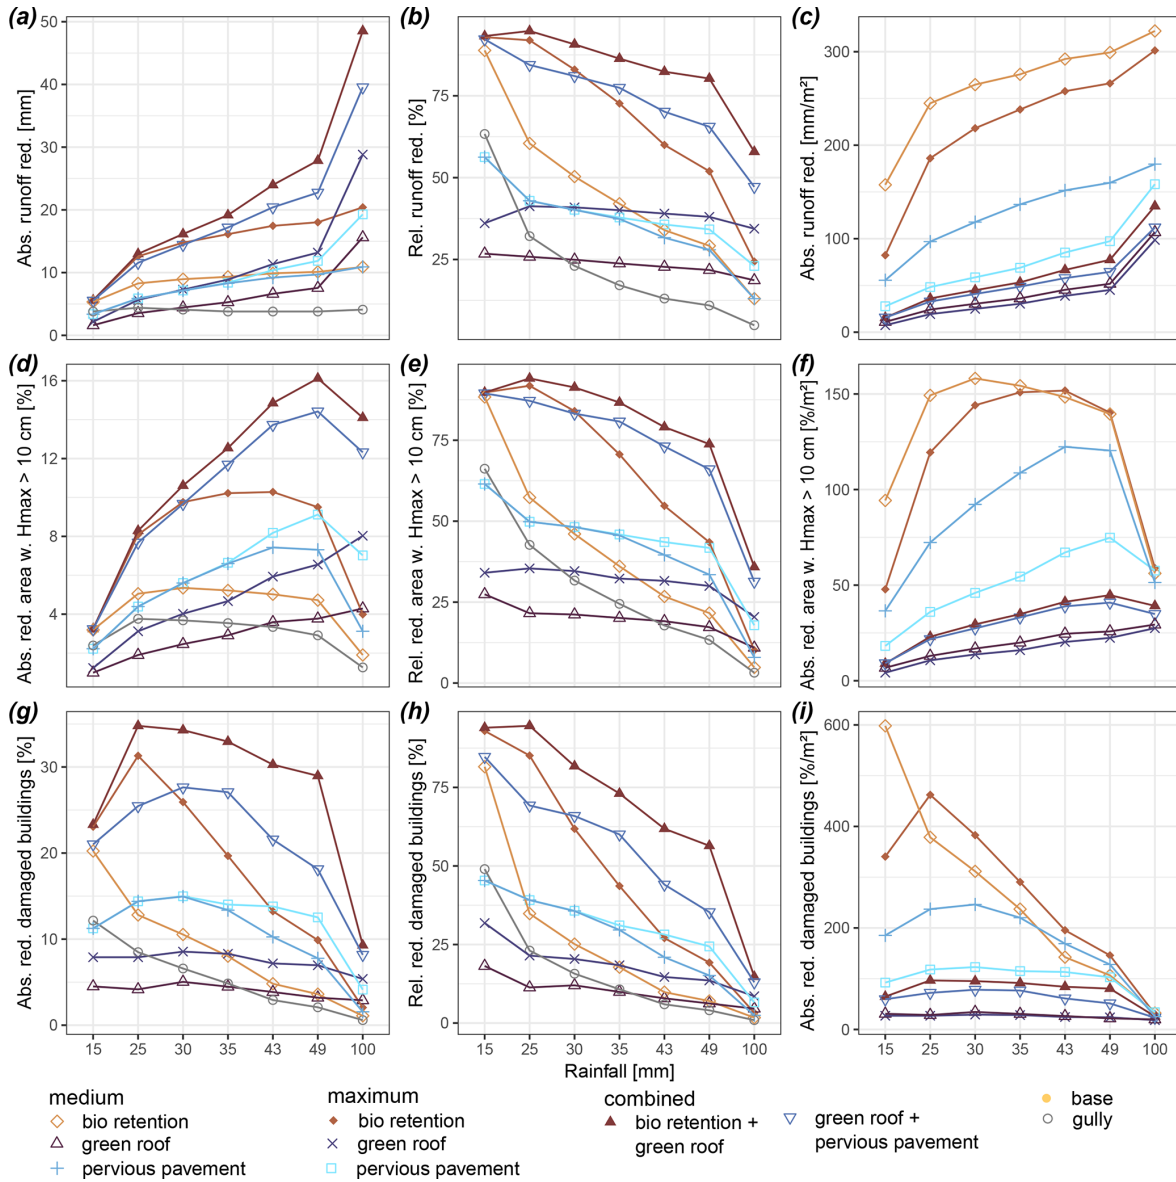 (a)
Abs. runoff red. [mm]
50
40
30
20
10
0
(b)
Rel. runoff red. [%]
75
50
25
(c)
Abs. runoff red. [mm/m²]
300
200
100
0
(d)
Abs. red. area w. Hmax > 10 cm [%]
16
12
8
4
(e)
Rel. red. area w. Hmax > 10 cm [%]
75
50
25
0
(f)
Abs. red. area w. Hmax > 10 cm [%/m²]
150
100
50
0
(g)
Abs. red. damaged buildings [%]
30
20
10
0
15 25 30 35 43 49 100
(h)
Rel. red. damaged buildings [%]
75
50
25
0
15 25 30 35 43 49 100
(i)
Abs. red. damaged buildings [%/m²]
600
400
200
0
15 25 30 35 43 49 100
Rainfall [mm]
medium
bio retention
green roof
pervious pavement
maximum
bio retention
green roof
pervious pavement
combined
bio retention +
green roof
green roof +
pervious pavement
base
gully